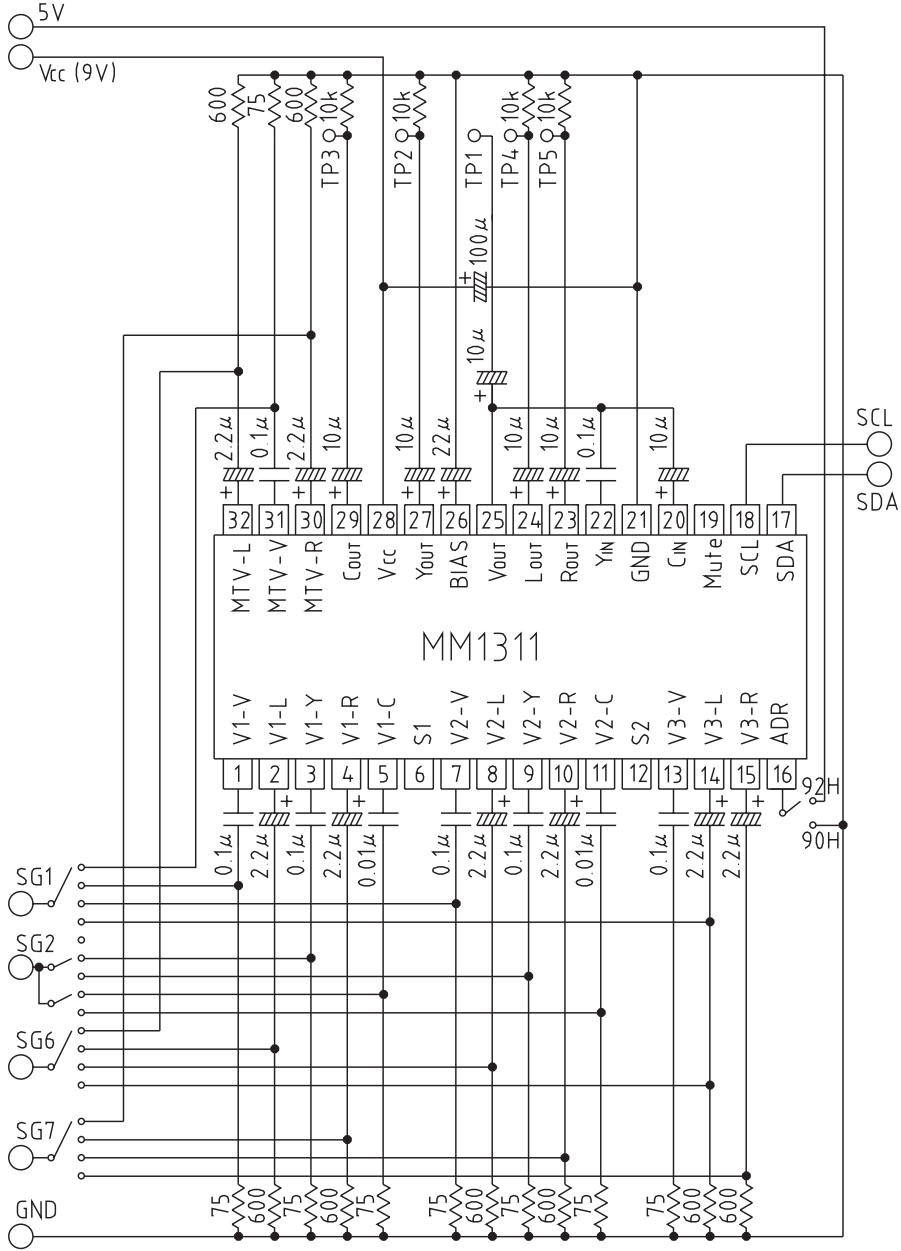 5V
Vcc (9V)
600
75
600
10k
10k
10k
10k
TP3
TP2
TP1
TP4
TP5
+
100μ
10μ
+
2.2μ
0.1μ
2.2μ
10μ
10μ
22μ
10μ
10μ
0.1μ
10μ
SCL
SDA
+
+
+
+
+
+
+
+
32
31
30
29
28
27
26
25
24
23
22
21
20
19
18
17
MTV-L
MTV-V
MTV-R
COUT
VCC
YOUT
BIAS
VOUT
LOUT
ROUT
YIN
GND
CIN
Mute
SCL
SDA
MM1311
V1-V
V1-L
V1-Y
V1-R
V1-C
S1
V2-V
V2-L
V2-Y
V2-R
V2-C
S2
V3-V
V3-L
V3-R
ADR
1
2
3
4
5
6
7
8
9
10
11
12
13
14
15
16
+
+
+
+
+
+
92H
90H
0.1μ
2.2μ
0.1μ
2.2μ
0.01μ
0.1μ
2.2μ
0.1μ
2.2μ
0.01μ
0.1μ
2.2μ
2.2μ
SG1
SG2
SG6
SG7
GND
75
600
75
600
75
75
600
75
600
75
75
600
600